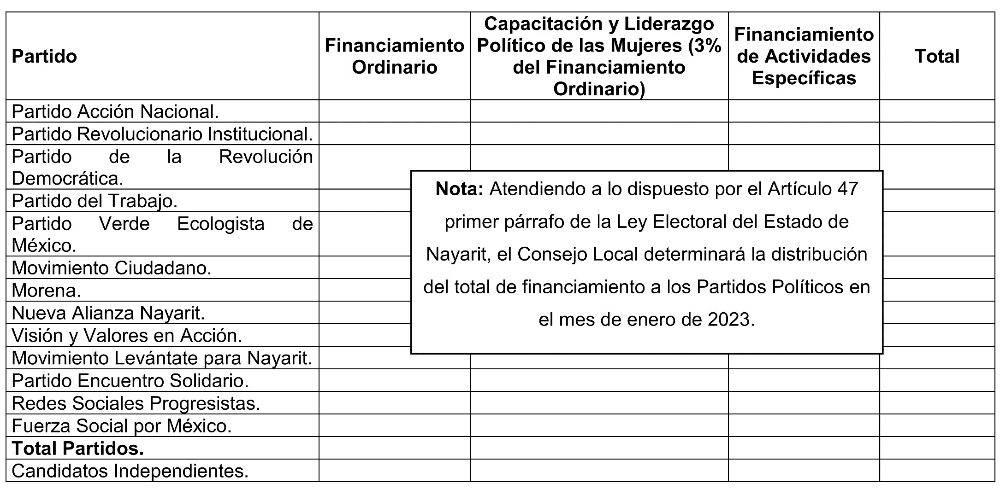 Partido
Financiamiento
Ordinario
Capacitación y Liderazgo
Político de las Mujeres (3%
del Financiamiento
Ordinario)
Financiamiento
de Actividades
Específicas
Total
Partido Acción Nacional.
Partido Revolucionario Institucional.
Partido de la Revolución
Democrática.
Partido del Trabajo.
Partido Verde Ecologista de
México.
Movimiento Ciudadano.
Morena.
Nueva Alianza Nayarit.
Visión y Valores en Acción.
Movimiento Levántate para Nayarit.
Partido Encuentro Solidario.
Redes Sociales Progresistas.
Fuerza Social por México.
Total Partidos.
Candidatos Independientes.
Nota: Atendiendo a lo dispuesto por el Artículo 47
primer párrafo de la Ley Electoral del Estado de
Nayarit, el Consejo Local determinará la distribución
del total de financiamiento a los Partidos Políticos en
el mes de enero de 2023.